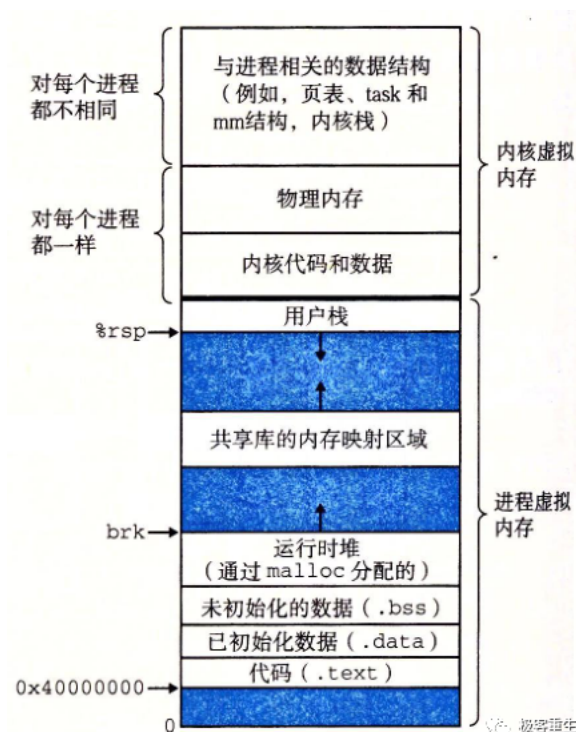 对每个进程
都不相同
与进程相关的数据结构
（例如，页表、task 和
mm结构，内核栈）
内核虚拟
内存
对每个进程
都一样
物理内存
内核代码和数据
用户栈
%rsp
共享库的内存映射区域
进程虚拟
内存
brk
运行时堆
（通过 malloc 分配的）
未初始化的数据（.bss）
已初始化数据（.data）
代码（.text）
0x40000000
0
极客重生